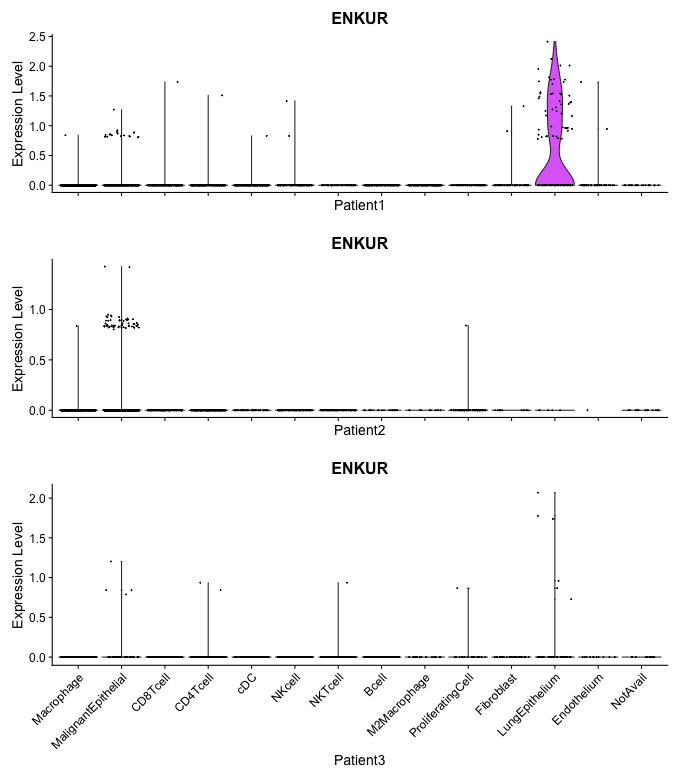 ENKUR
Expression Level
2.5
2.0
1.5
1.0
0.5
0.0
Patient1
ENKUR
Expression Level
1.0
0.5
0.0
Patient2
ENKUR
Expression Level
2.0
1.5
1.0
0.5
0.0
Macrophage
MalignantEpithelial
CD8Tcell
CD4Tcell
cDC
NKcell
NKTcell
Bcell
M2Macrophage
ProliferatingCell
Fibroblast
LungEpithelium
Endothelium
NotAvail
Patient3